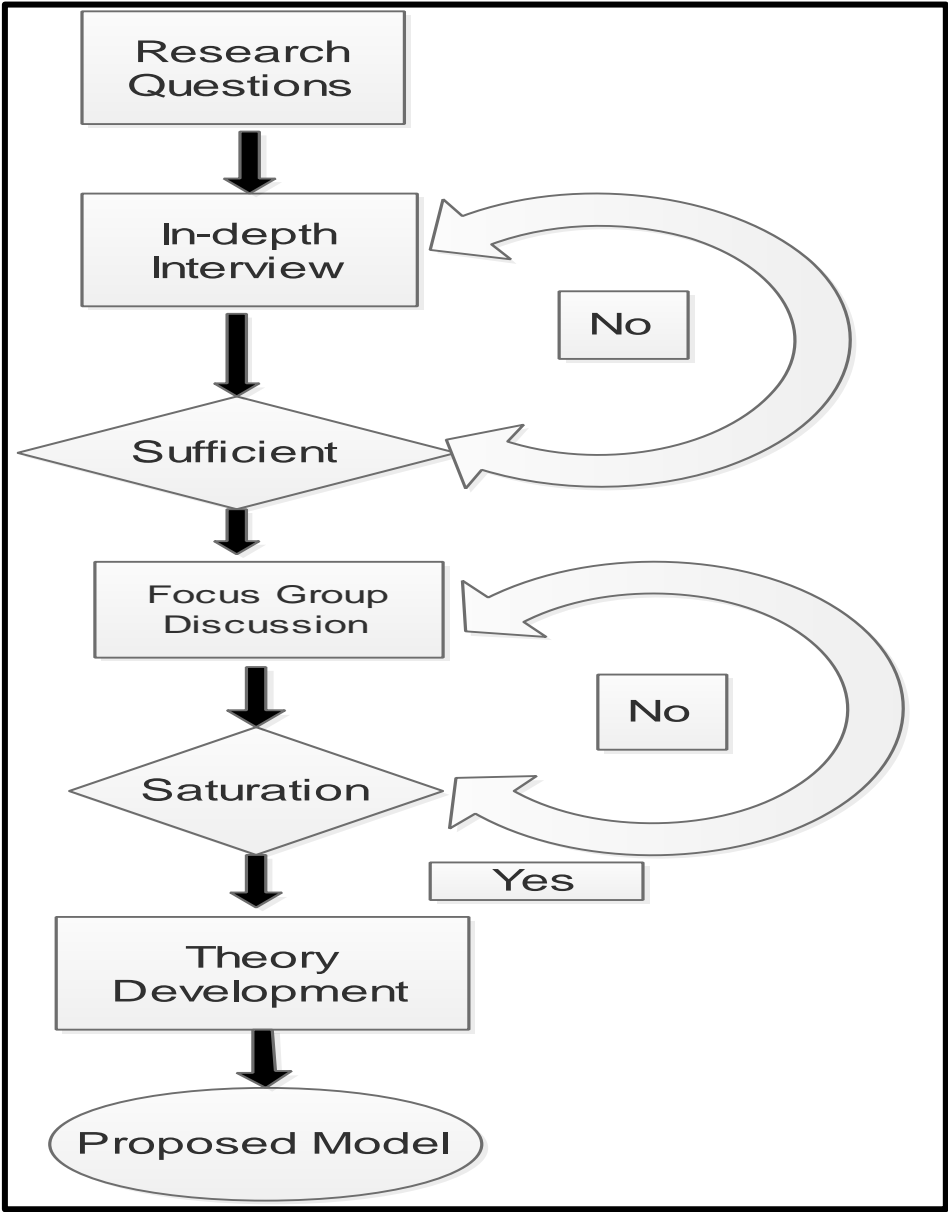 Research
Questions
In-depth
Interview
No
Sufficient
Focus Group
Discussion
No
Saturation
Yes
Theory
Development
Proposed Model